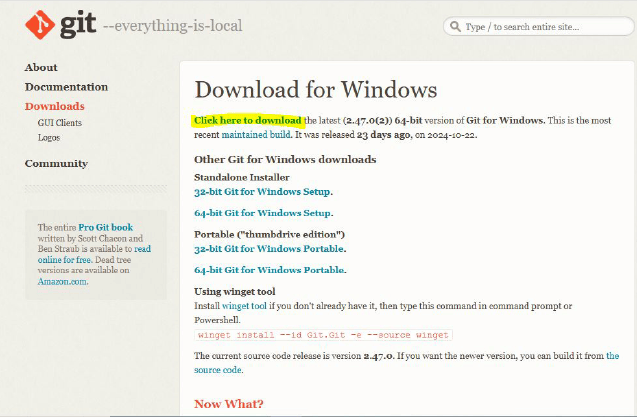 git --everything-is-local
Type / to search entire site...
About
Documentation
Downloads
GUI Clients
Logos
Community
The entire Pro Git book
written by Scott Chacon and
Ben Straub is available to read
online for free. Dead tree
versions are available on
Amazon.com.
Download for Windows
Click here to download the latest (2.47.0(2)) 64-bit version of Git for Windows. This is the most
recent maintained build. It was released 23 days ago, on 2024-10-22.
Other Git for Windows downloads
Standalone Installer
32-bit Git for Windows Setup.
64-bit Git for Windows Setup.
Portable ("thumbdrive edition")
32-bit Git for Windows Portable.
64-bit Git for Windows Portable.
Using winget tool
Install winget tool if you don't already have it, then type this command in command prompt or
Powershell.
winget install --id Git.Git -e --source winget
The current source code release is version 2.47.0. If you want the newer version, you can build it from the
source code.
Now What?